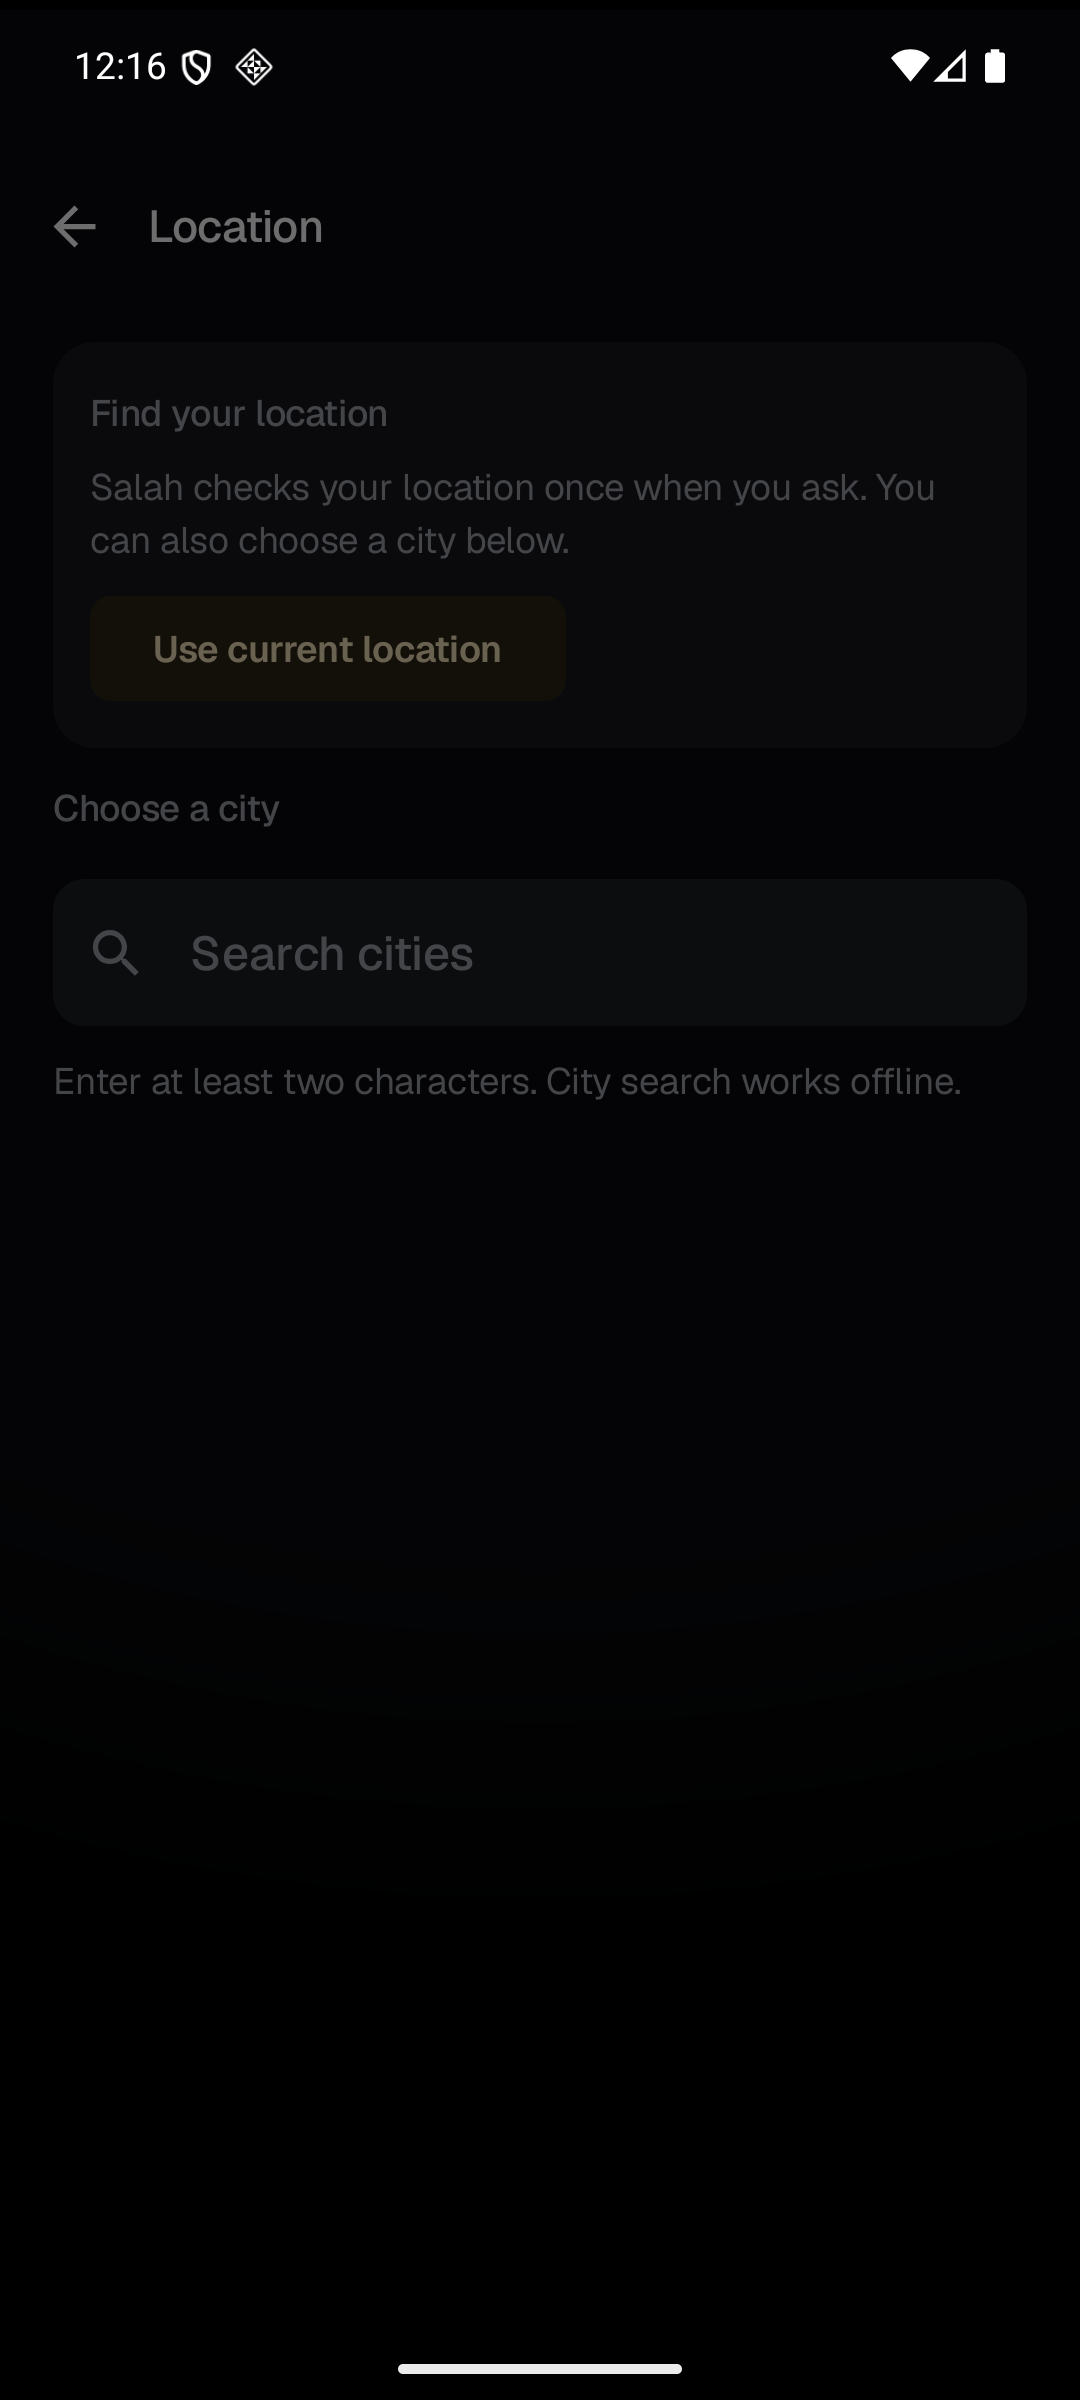 12:16
Location
Find your location
Salah checks your location once when you ask. You
can also choose a city below.
Use current location
Choose a city
Search cities
Enter at least two characters. City search works offline.